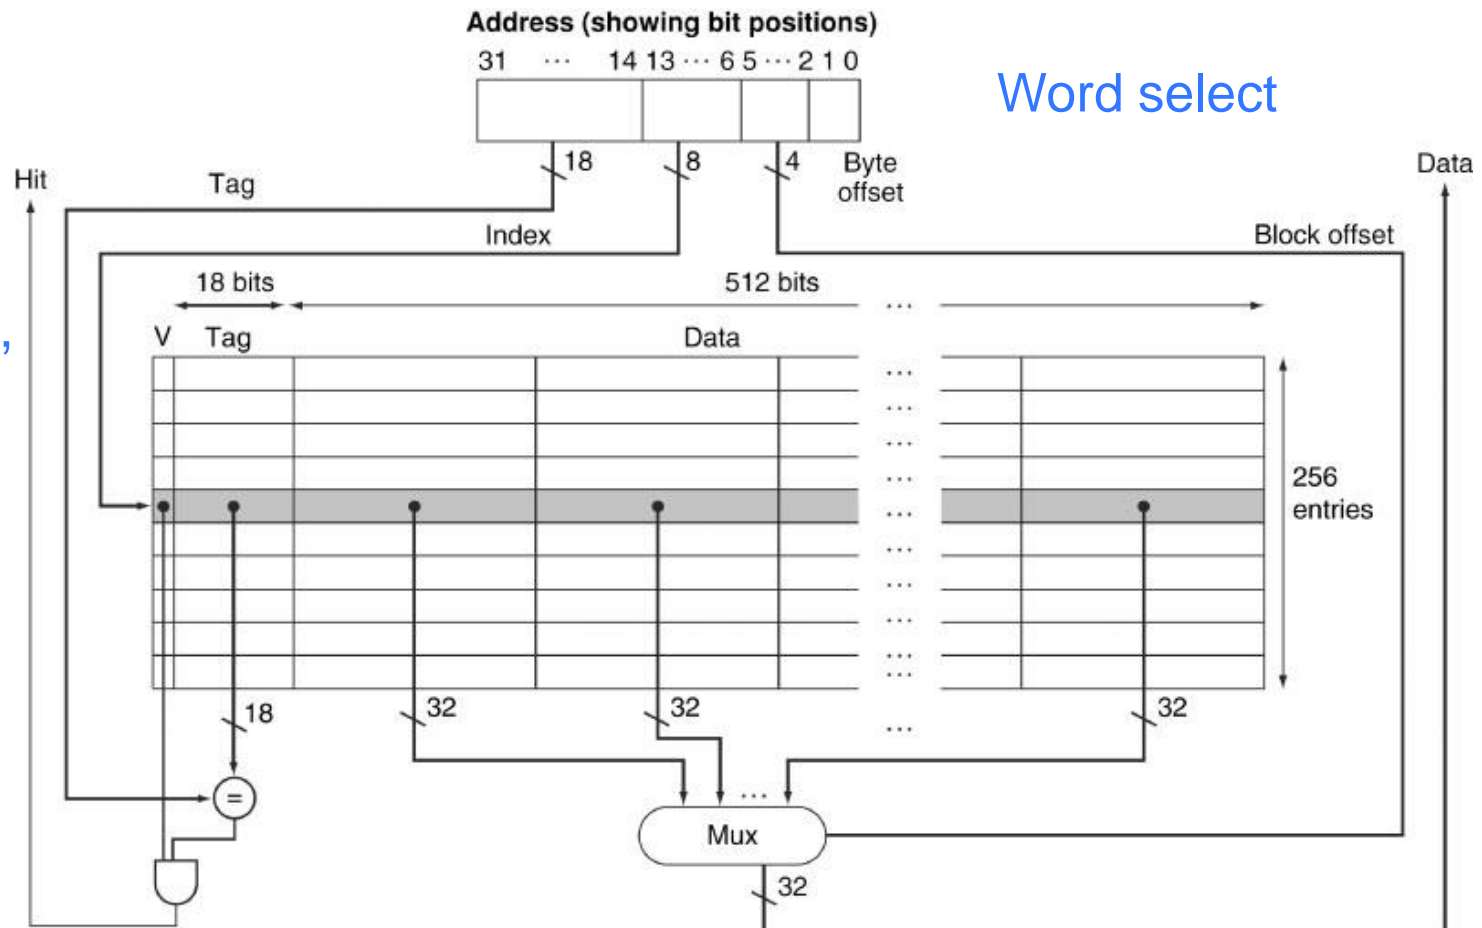 Address (showing bit positions)
31 ... 14 13 ... 6 5 ... 2 1 0
Word select
18 8 4 Byte offset
Hit
Tag
Data
Index
Block offset
18 bits
512 bits
...
,
V Tag Data
...
...
...
...
...
...
...
...
...
...
256
entries
18 32 32 ... 32
=
...
Mux
32